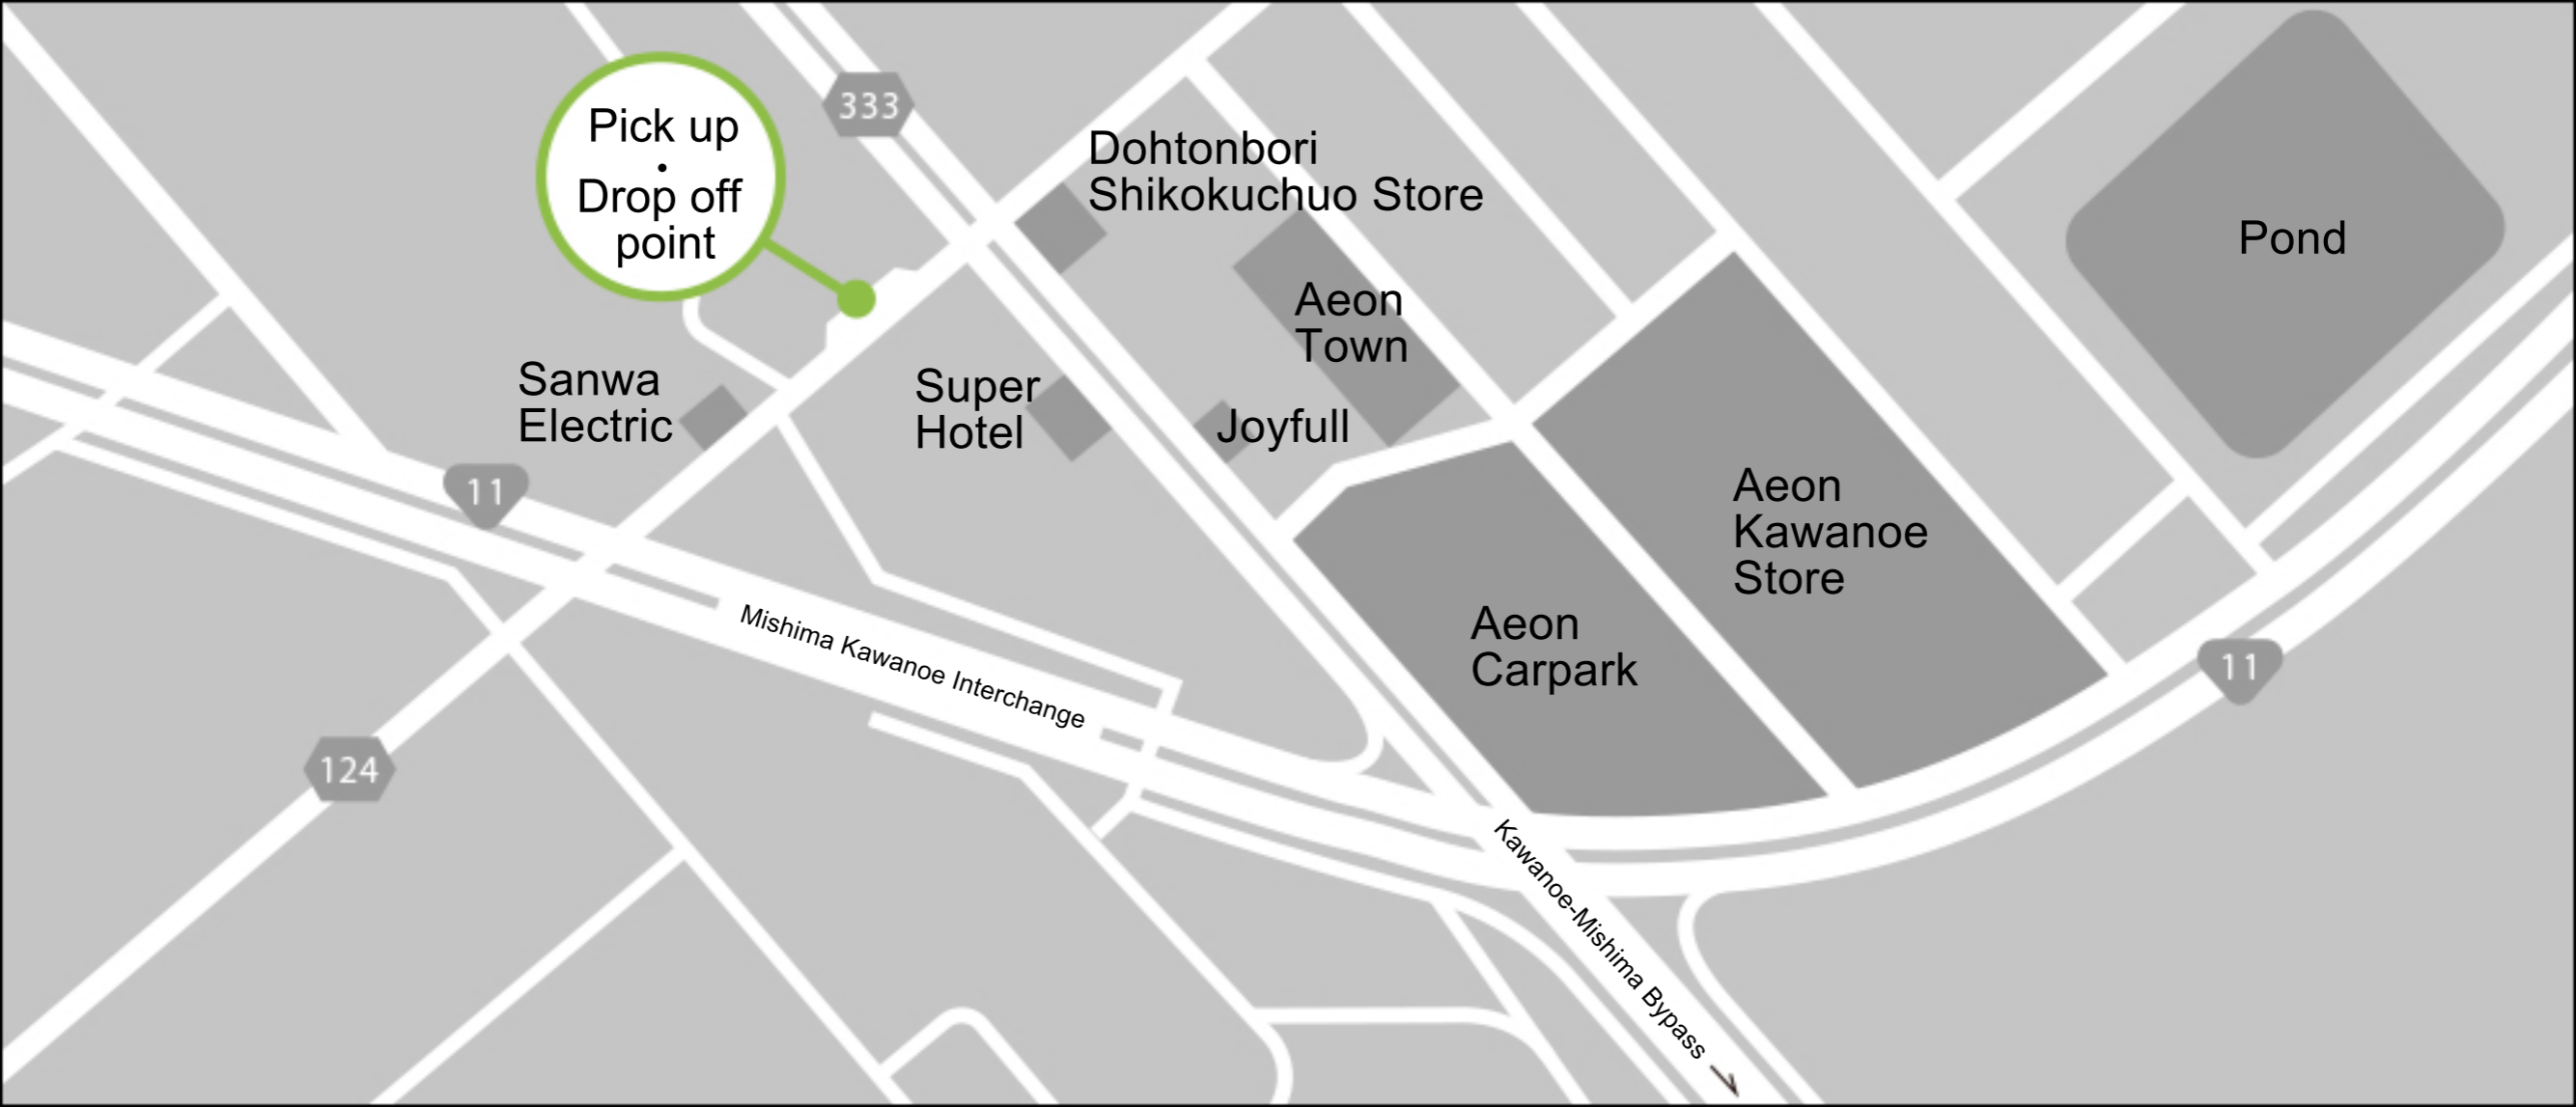 Pick up
・
Drop off
point
333
Dohtonbori
Shikokuchuo Store
Pond
Aeon
Town
Sanwa
Electric
Super
Hotel
Joyfull
11
Aeon
Kawanoe
Store
Mishima Kawanoe Interchange
Aeon
Carpark
11
124
Kawanoe-Mishima Bypass